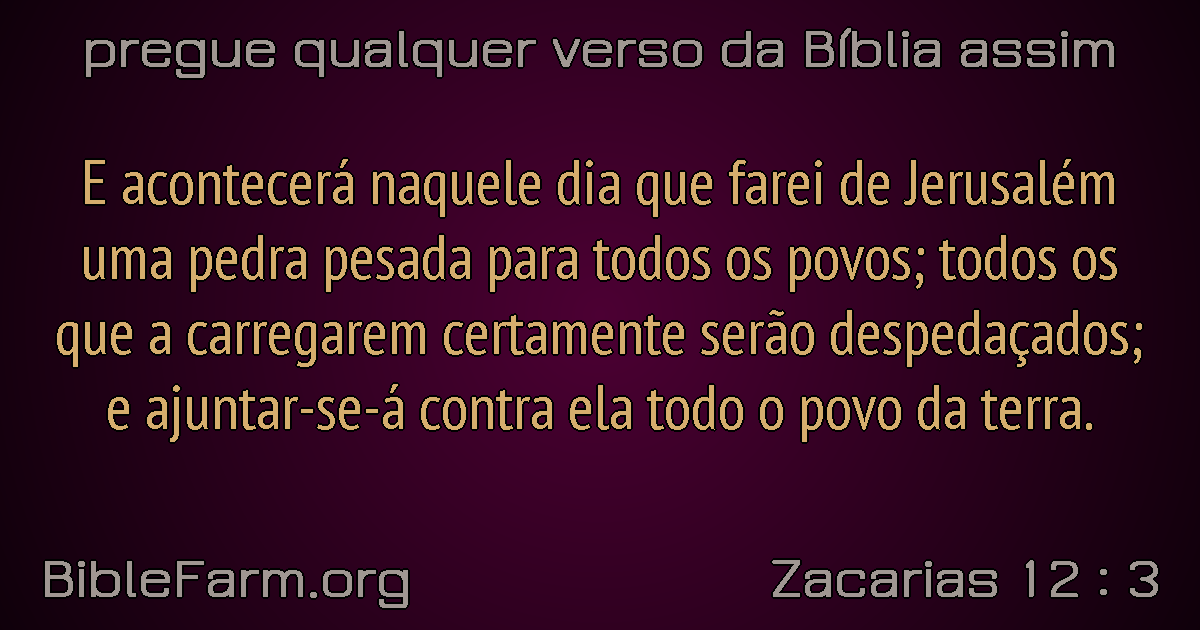 pregue qualquer verso da Bíblia assim
E acontecerá naquele dia que farei de Jerusalém
uma pedra pesada para todos os povos; todos os
que a carregarem certamente serão despedaçados;
e ajuntar-se-á contra ela todo o povo da terra.
BibleFarm.org
Zacarias 12 : 3